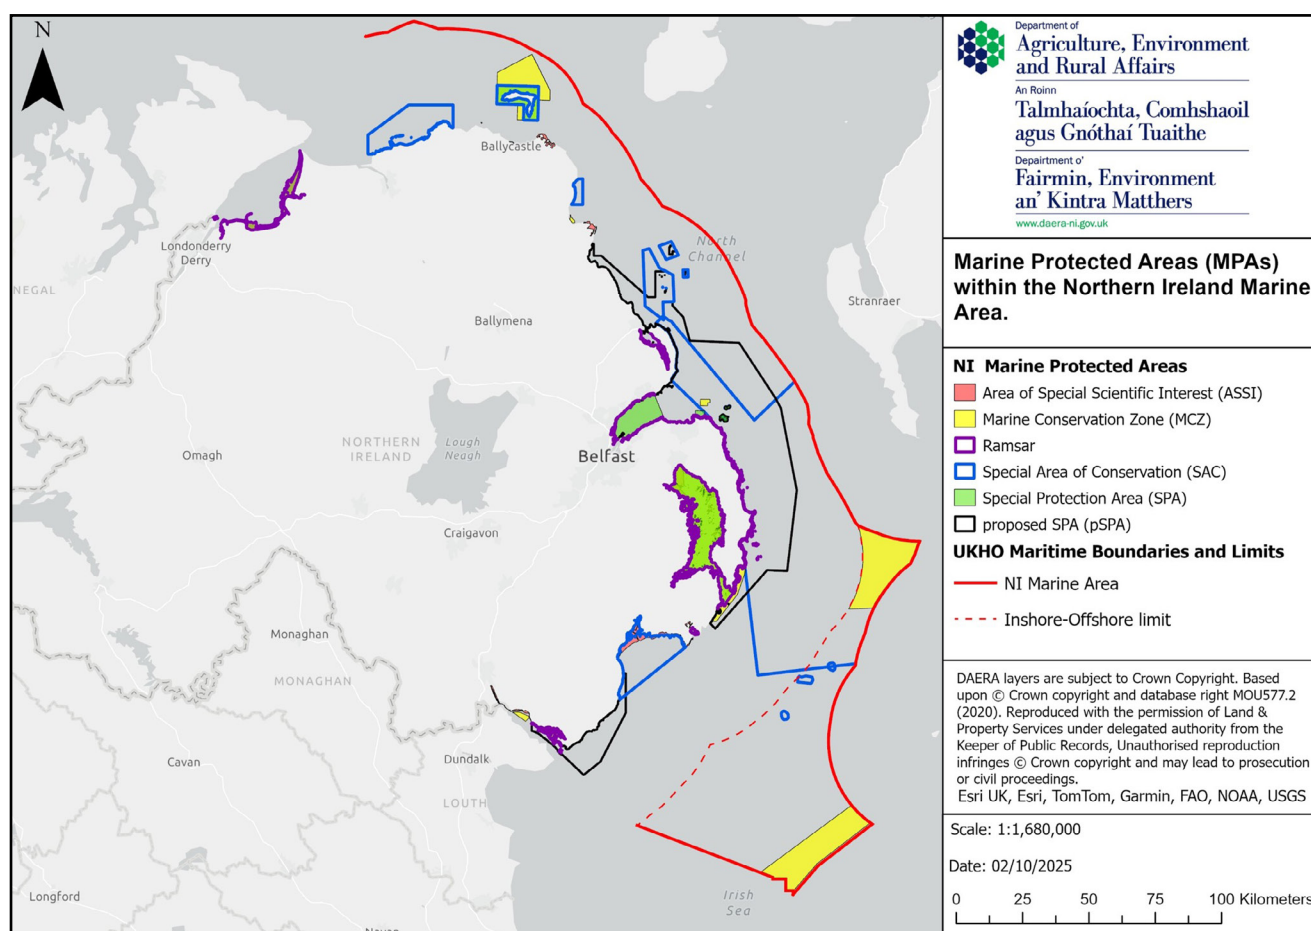 N
Ballycastle
Londonderry
Derry
NEGAL
North
Channel
Stranraer
Ballymena
NORTHERN
IRELAND
Lough
Neagh
Omagh
Belfast
Craigavon
Monaghan
MONAGHAN
Cavan
Dundalk
LOUTH
Longford
Irish
Sea
Department of
Agriculture, Environment
and Rural Affairs
An Roinn
Talmhaíochta, Comhshaoil
agus Gnóthaí Tuaithe
Depairtment o'
Fairmin, Environment
an' Kintra Matthers
www.daera-ni.gov.uk
Marine Protected Areas (MPAs)
within the Northern Ireland Marine
Area.
NI Marine Protected Areas
Area of Special Scientific Interest (ASSI)
Marine Conservation Zone (MCZ)
Ramsar
Special Area of Conservation (SAC)
Special Protection Area (SPA)
proposed SPA (pSPA)
UKHO Maritime Boundaries and Limits
NI Marine Area
Inshore-Offshore limit
DAERA layers are subject to Crown Copyright. Based
upon © Crown copyright and database right MOU577.2
(2020). Reproduced with the permission of Land &
Property Services under delegated authority from the
Keeper of Public Records, Unauthorised reproduction
infringes © Crown copyright and may lead to prosecution
or civil proceedings.
Esri UK, Esri, TomTom, Garmin, FAO, NOAA, USGS
Scale: 1:1,680,000
Date: 02/10/2025
0 25 50 75 100 Kilometers